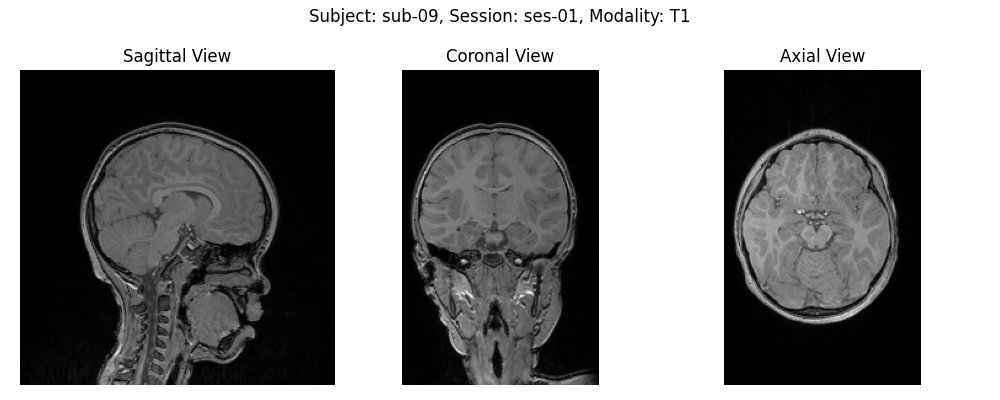 Subject: sub-09, Session: ses-01, Modality: T1
Sagittal View
Coronal View
Axial View